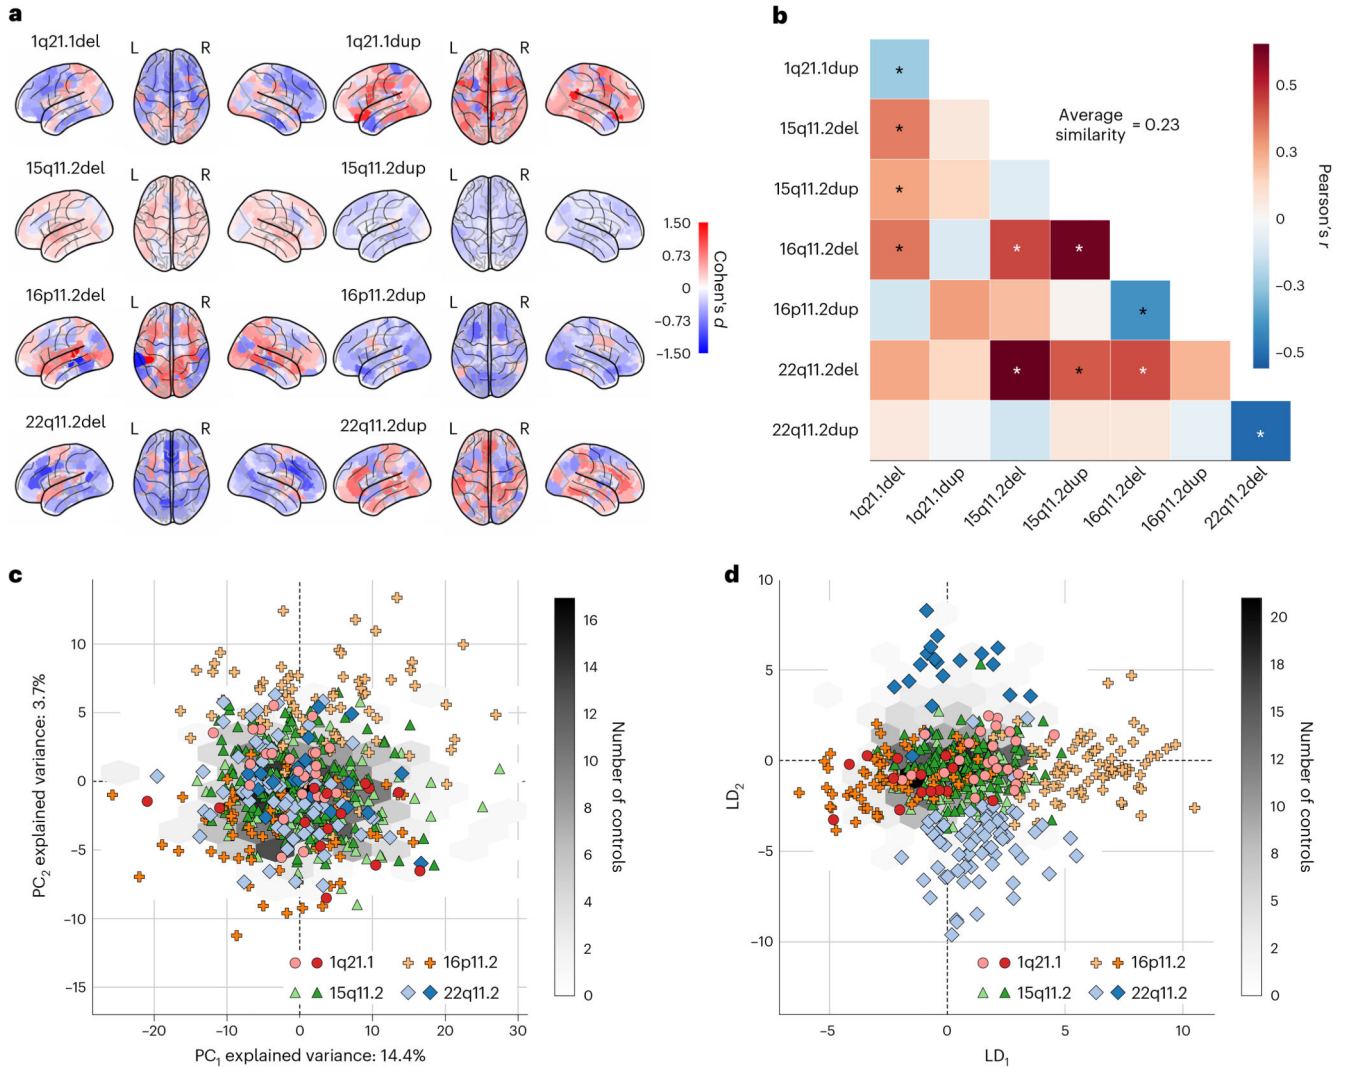 a
1q21.1del
L
R
1q21.1dup
L
R
15q11.2del
L
R
15q11.2dup
L
R
16p11.2del
L
R
16p11.2dup
L
R
22q11.2del
L
R
22q11.2dup
L
R
1.50
0.73
0
−0.73
−1.50
Cohen's d
b
1q21.1dup
15q11.2del
15q11.2dup
16q11.2del
16p11.2dup
22q11.2del
22q11.2dup
*
*
*
*
*
*
*
*
*
*
*
Average
similarity = 0.23
1q21.1del
1q21.1dup
15q11.2del
15q11.2dup
16q11.2del
16p11.2dup
22q11.2del
0.5
0.3
0
−0.3
−0.5
Pearson's r
c
PC2 explained variance: 3.7%
10
5
0
−5
−10
−15
−20
−10
0
10
20
30
PC1 explained variance: 14.4%
1q21.1
16p11.2
15q11.2
22q11.2
16
14
12
10
8
6
4
2
0
Number of controls
d
LD2
10
5
0
−5
−10
−5
0
5
10
LD1
1q21.1
16p11.2
15q11.2
22q11.2
20
18
15
12
10
8
5
2
0
Number of controls